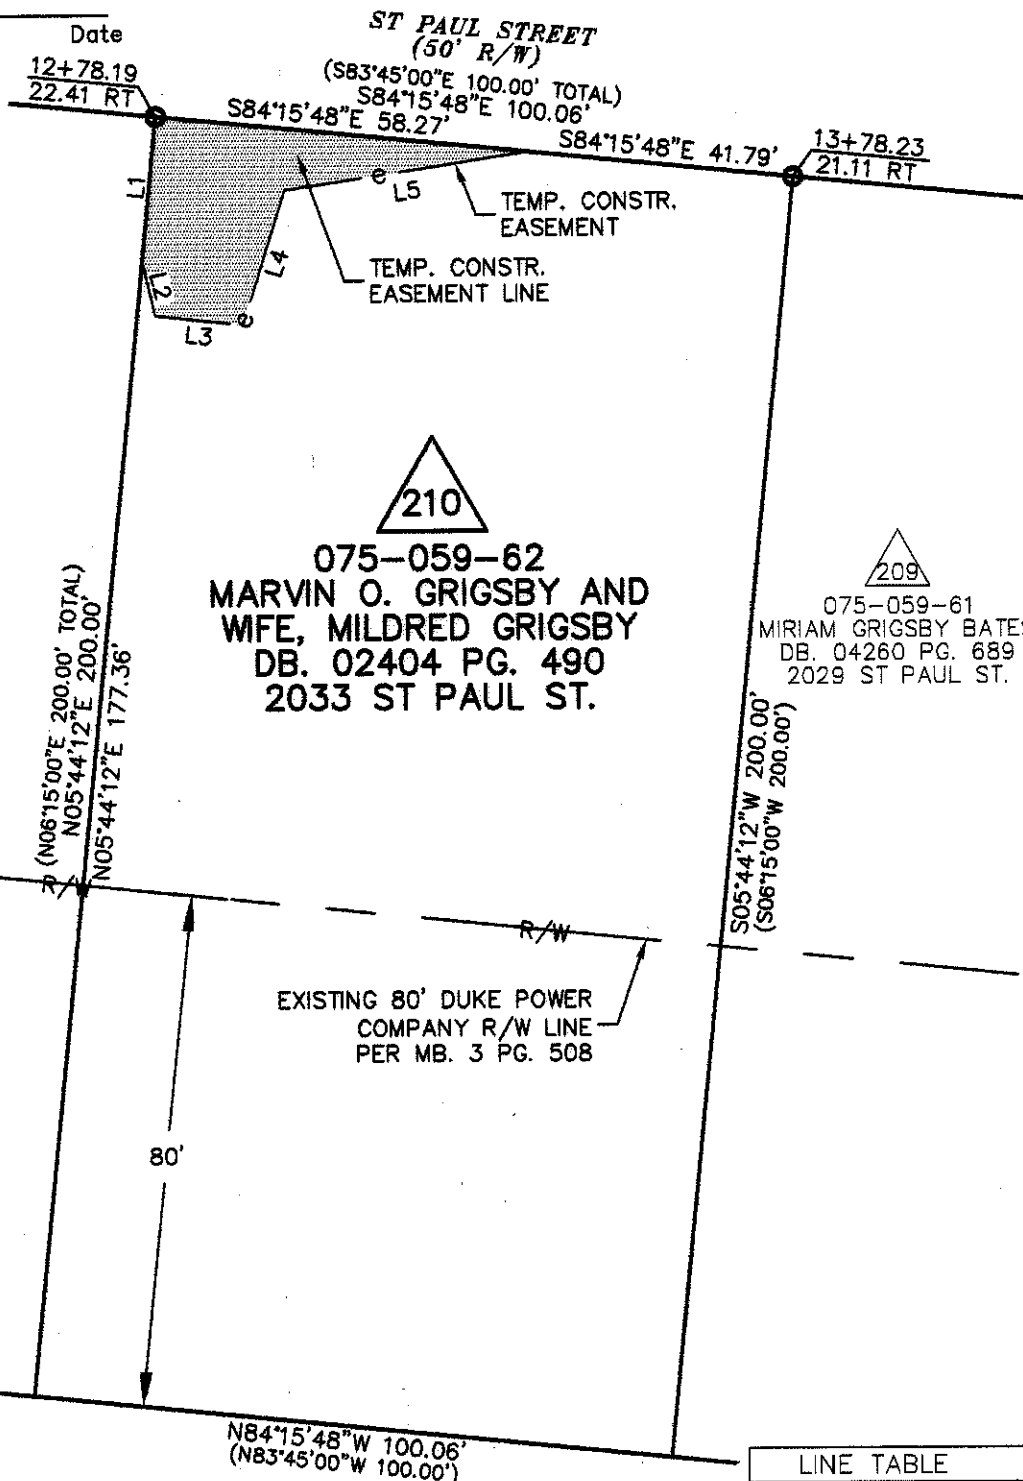 Date
ST PAUL STREET
(50' R/W)
(S83°45'00"E 100.00' TOTAL)
S84°15'48"E 100.06'
12+78.19
22.41 RT
S84°15'48"E 58.27'
S84°15'48"E 41.79'
13+78.23
21.11 RT
L1
e
L5
TEMP. CONSTR.
EASEMENT
L4
TEMP. CONSTR.
EASEMENT LINE
L2
L3
e
210
075-059-62
MARVIN O. GRIGSBY AND
WIFE, MILDRED GRIGSBY
DB. 02404 PG. 490
2033 ST PAUL ST.
209
075-059-61
MIRIAM GRIGSBY BATES
DB. 04260 PG. 689
2029 ST PAUL ST.
(N06°15'00"E 200.00' TOTAL)
N05°44'12"E 200.00'
N05°44'12"E 177.36'
S05°44'12"W 200.00'
(S06°15'00"W 200.00')
R/W
R/W
EXISTING 80' DUKE POWER
COMPANY R/W LINE
PER MB. 3 PG. 508
80'
N84°15'48"W 100.06'
(N83°45'00"W 100.00')
LINE TABLE